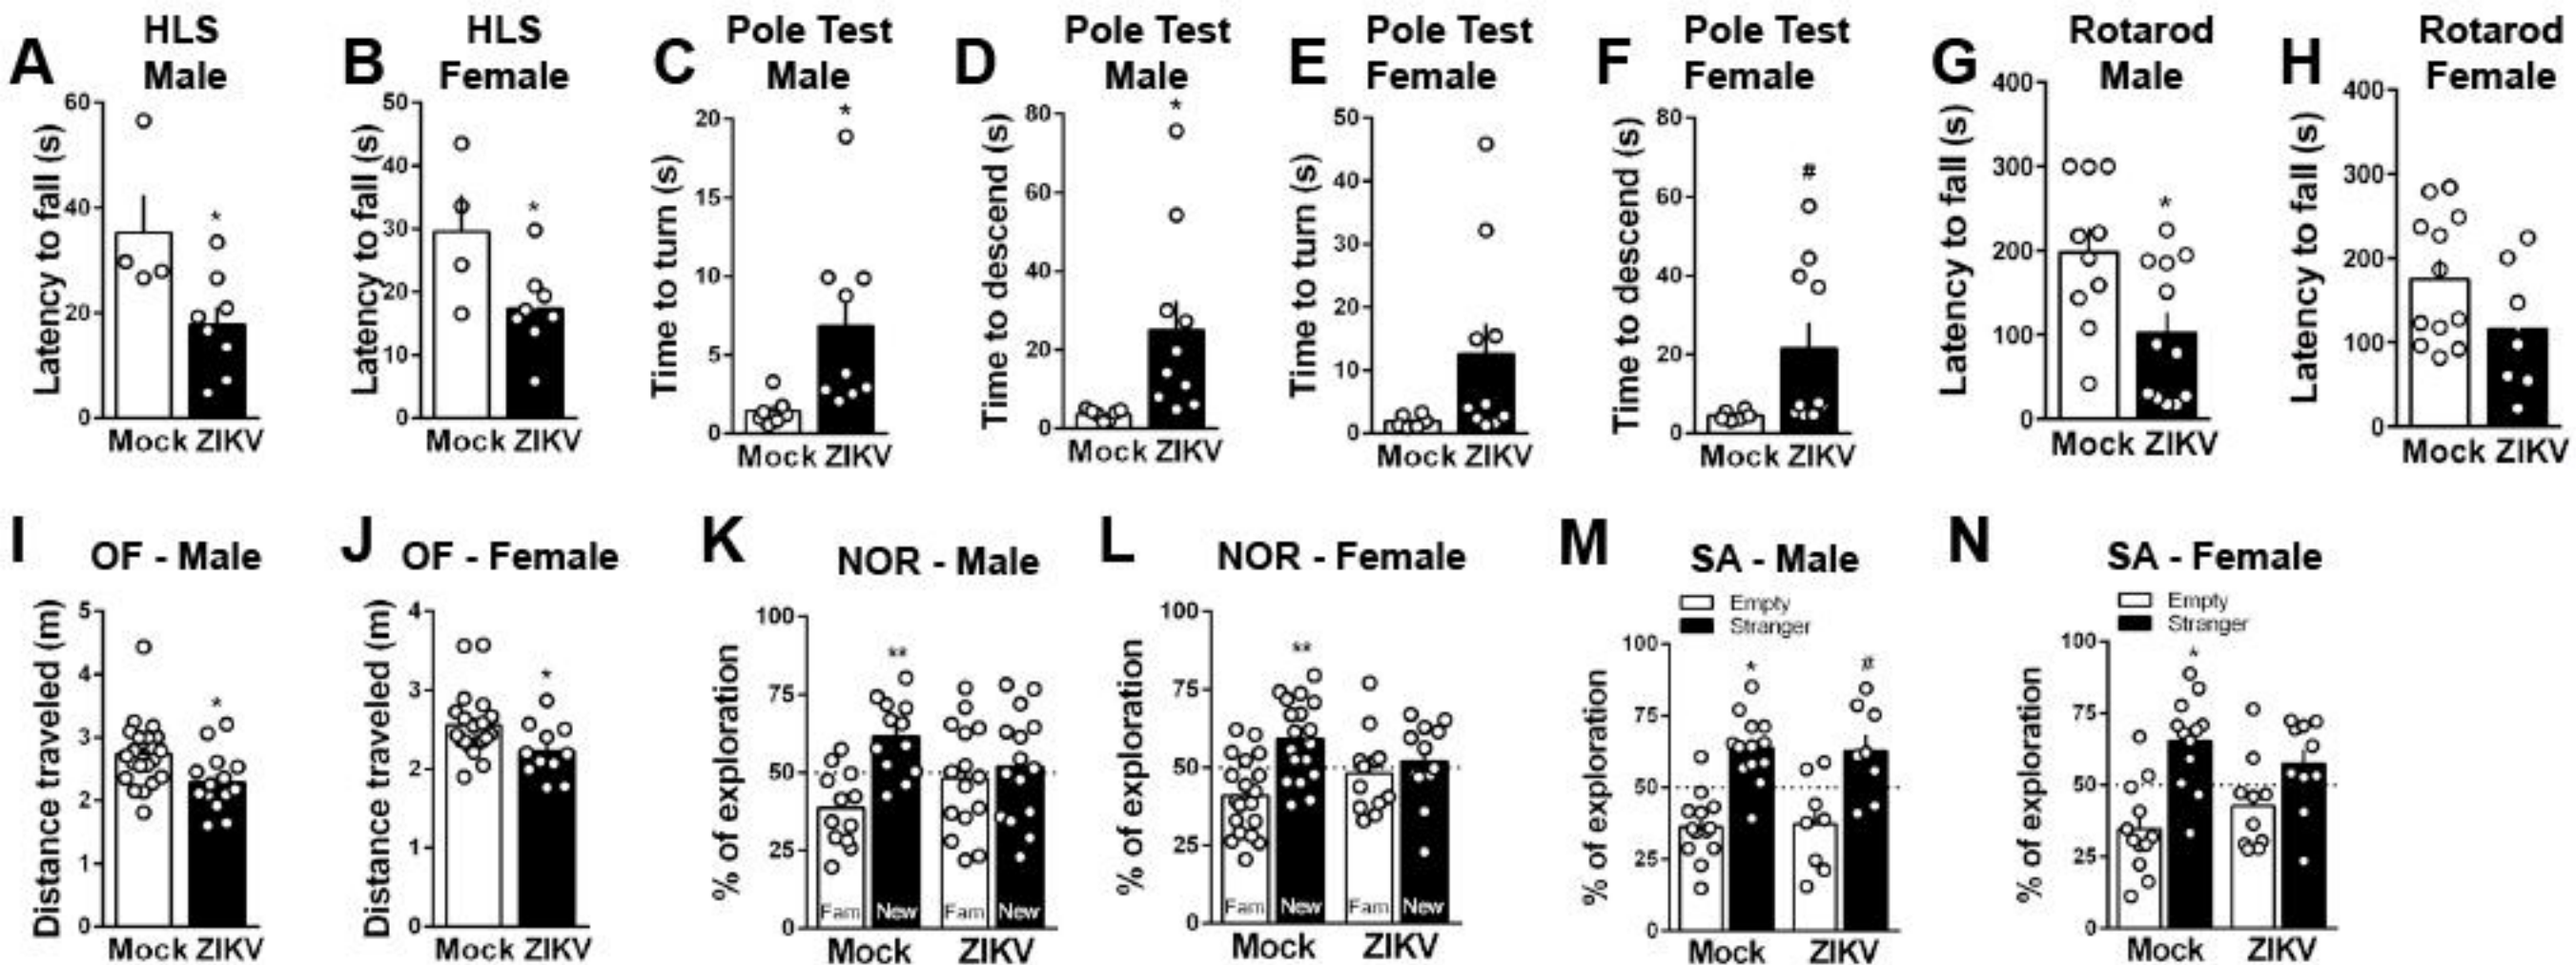 A
HLS
Male
Latency to fall (s)
60
40
20
0
*
Mock ZIKV
B
HLS
Female
Latency to fall (s)
50
40
30
20
10
0
*
Mock ZIKV
C
Pole Test
Male
Time to turn (s)
20
15
10
5
0
*
Mock ZIKV
D
Pole Test
Male
Time to descend (s)
80
60
40
20
0
*
Mock ZIKV
E
Pole Test
Female
Time to turn (s)
50
40
30
20
10
0
Mock ZIKV
F
Pole Test
Female
Time to descend (s)
80
60
40
20
0
#
Mock ZIKV
G
Rotarod
Male
Latency to fall (s)
400
300
200
100
0
*
Mock ZIKV
H
Rotarod
Female
Latency to fall (s)
400
300
200
100
0
Mock ZIKV
I
OF - Male
Distance traveled (m)
5
4
3
2
1
0
*
Mock ZIKV
J
OF - Female
Distance traveled (m)
4
3
2
1
0
*
Mock ZIKV
K
NOR - Male
% of exploration
100
75
50
25
0
**
Fam New Fam New
Mock ZIKV
L
NOR - Female
% of exploration
100
75
50
25
0
**
Fam New Fam New
Mock ZIKV
M
SA - Male
Empty
Stranger
% of exploration
100
75
50
25
0
* #
Mock ZIKV
N
SA - Female
Empty
Stranger
% of exploration
100
75
50
25
0
*
Mock ZIKV